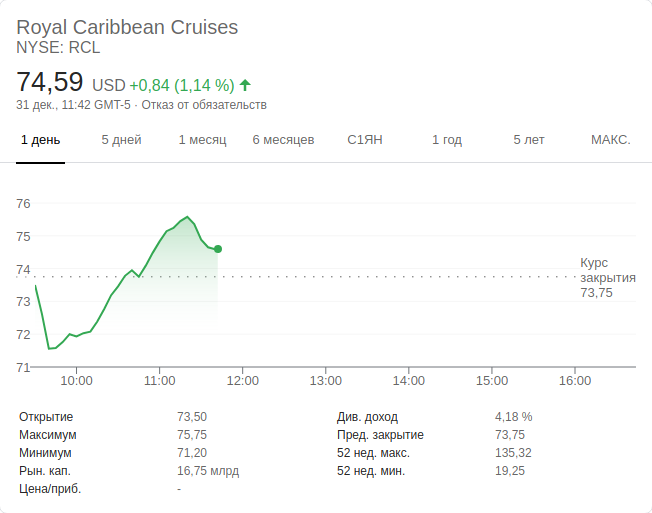 Royal Caribbean Cruises
NYSE: RCL
74,59 USD +0,84 (1,14 %)
31 дек., 11:42 GMT-5 · Отказ от обязательств
1 день 5 дней 1 месяц 6 месяцев С1ЯН 1 год 5 лет МАКС.
76
75
74
73
72
71
Курс
закрытия
73,75
10:00 11:00 12:00 13:00 14:00 15:00 16:00
Открытие 73,50 Див. доход 4,18 %
Максимум 75,75 Пред. закрытие 73,75
Минимум 71,20 52 нед. макс. 135,32
Рын. кап. 16,75 млрд 52 нед. мин. 19,25
Цена/приб. -